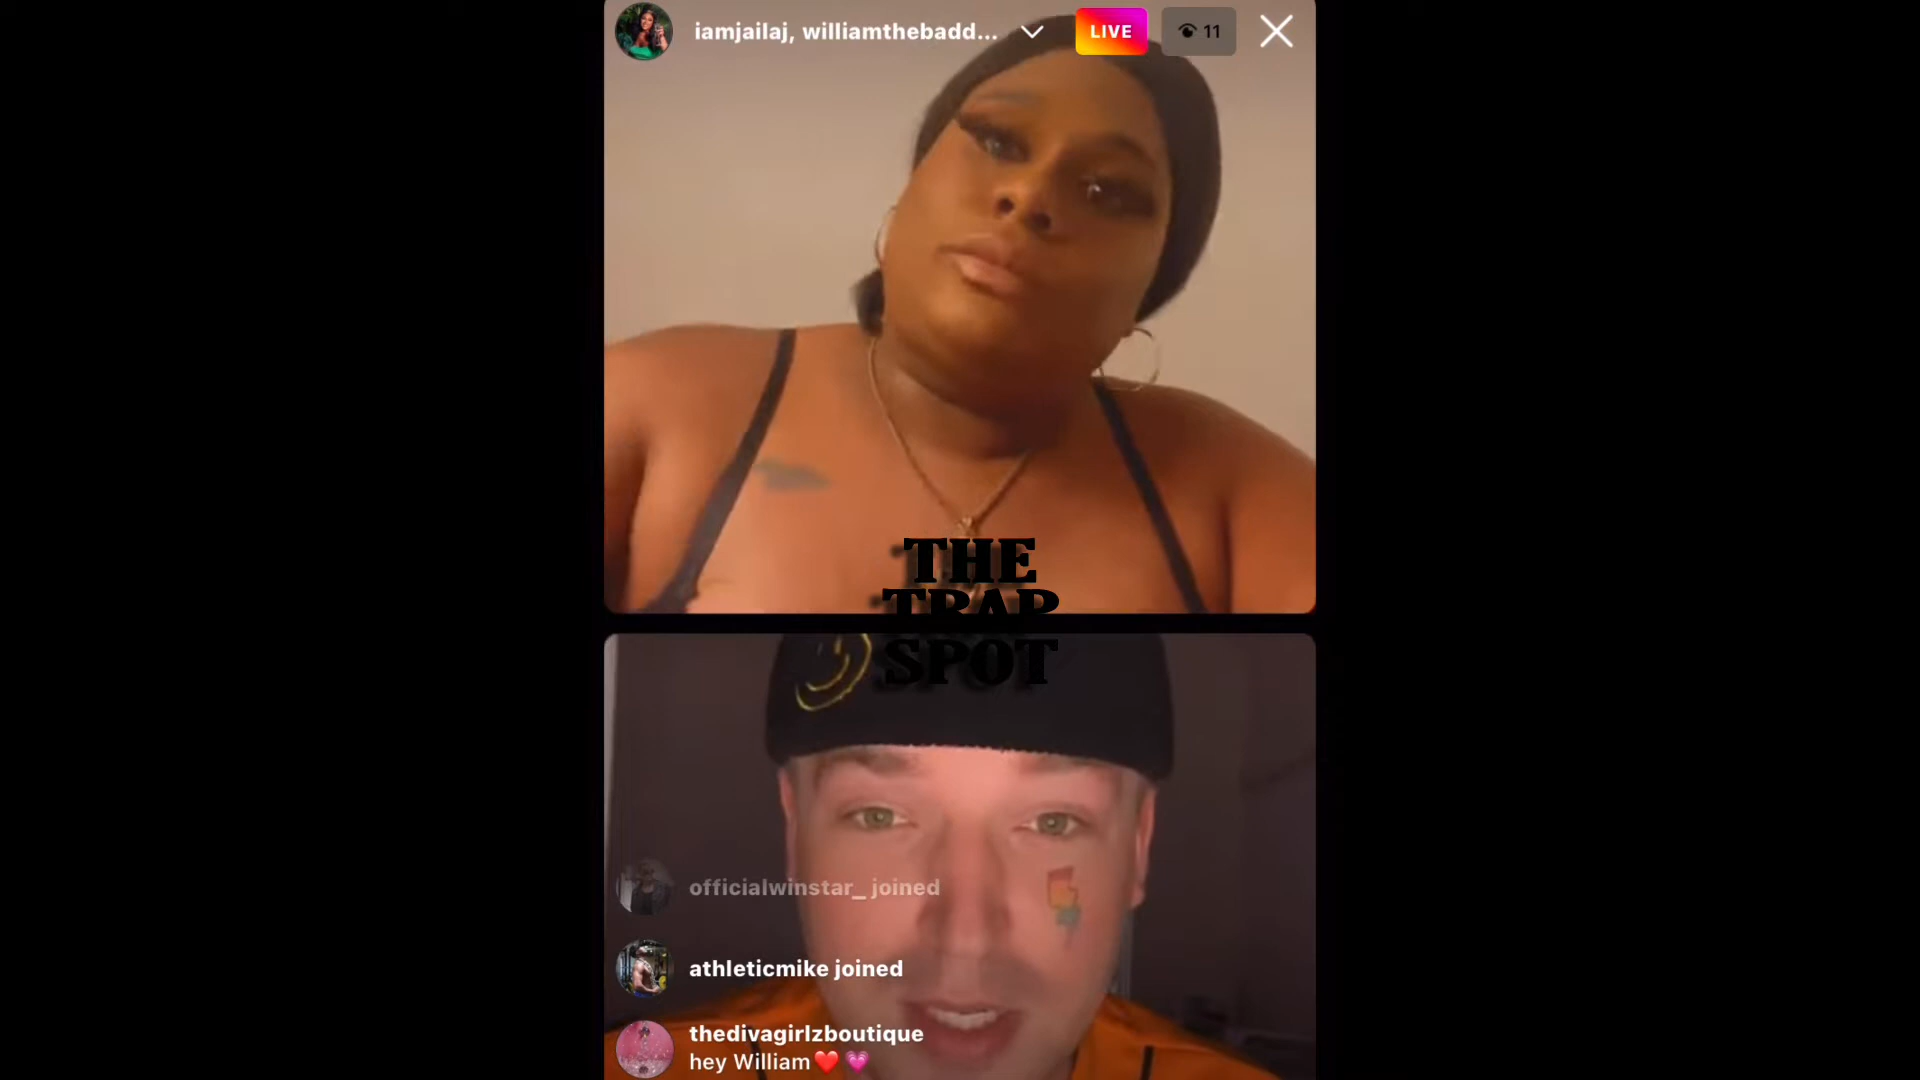 iamjailaj, williamthebadd...
LIVE
11
THE
TRAP
SPOT
officialwinstar_ joined
athleticmike joined
thedivagirlzboutique
hey William❤️💗